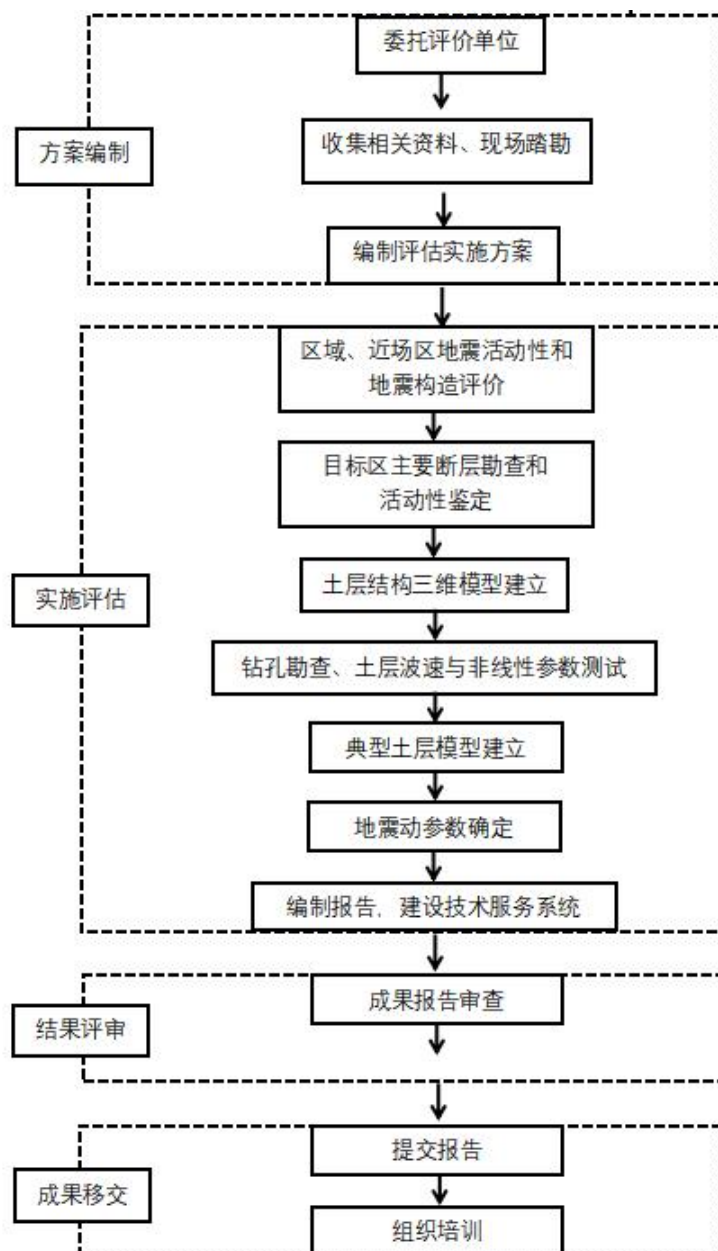 委托评价单位
方案编制
收集相关资料、现场踏勘
编制评估实施方案
区域、近场区地震活动性和
地震构造评价
目标区主要断层勘查和
活动性鉴定
实施评估
土层结构三维模型建立
钻孔勘查、土层波速与非线性参数测试
典型土层模型建立
地震动参数确定
编制报告，建设技术服务系统
结果评审
成果报告审查
提交报告
成果移交
组织培训